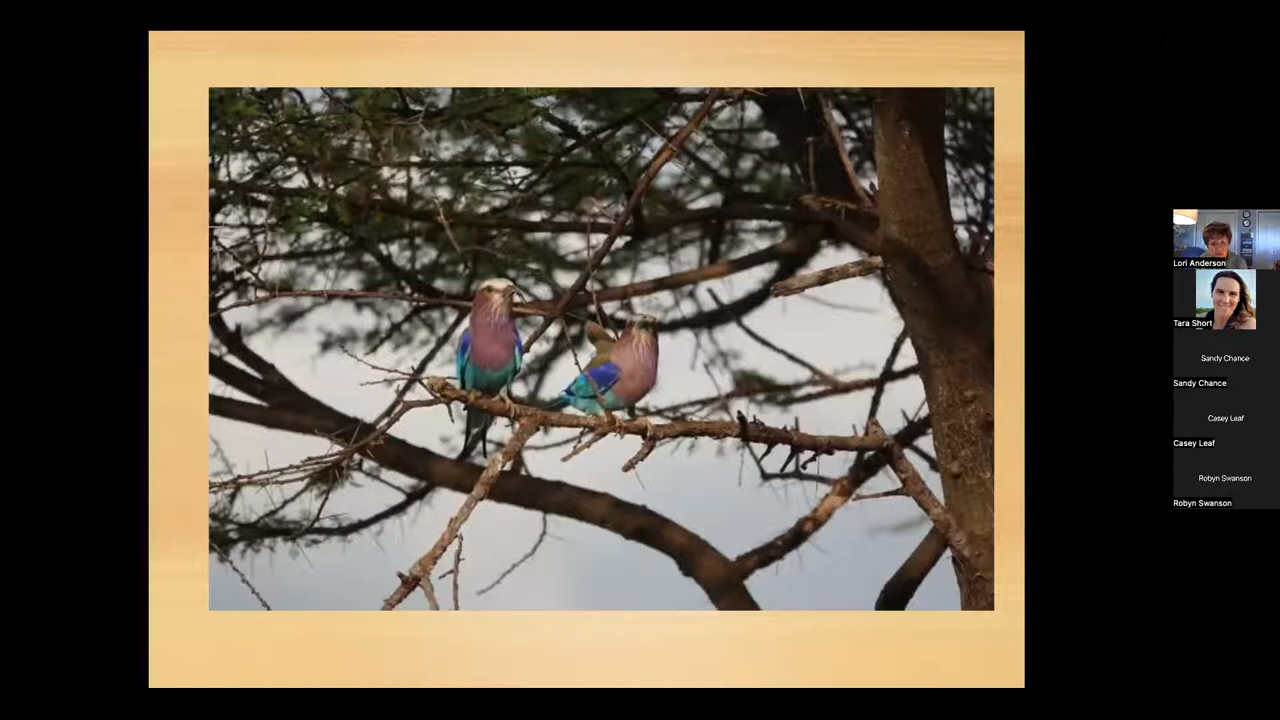 Lori Anderson
Tara Short
Sandy Chance
Sandy Chance
Casey Leaf
Casey Leaf
Robyn Swanson
Robyn Swanson